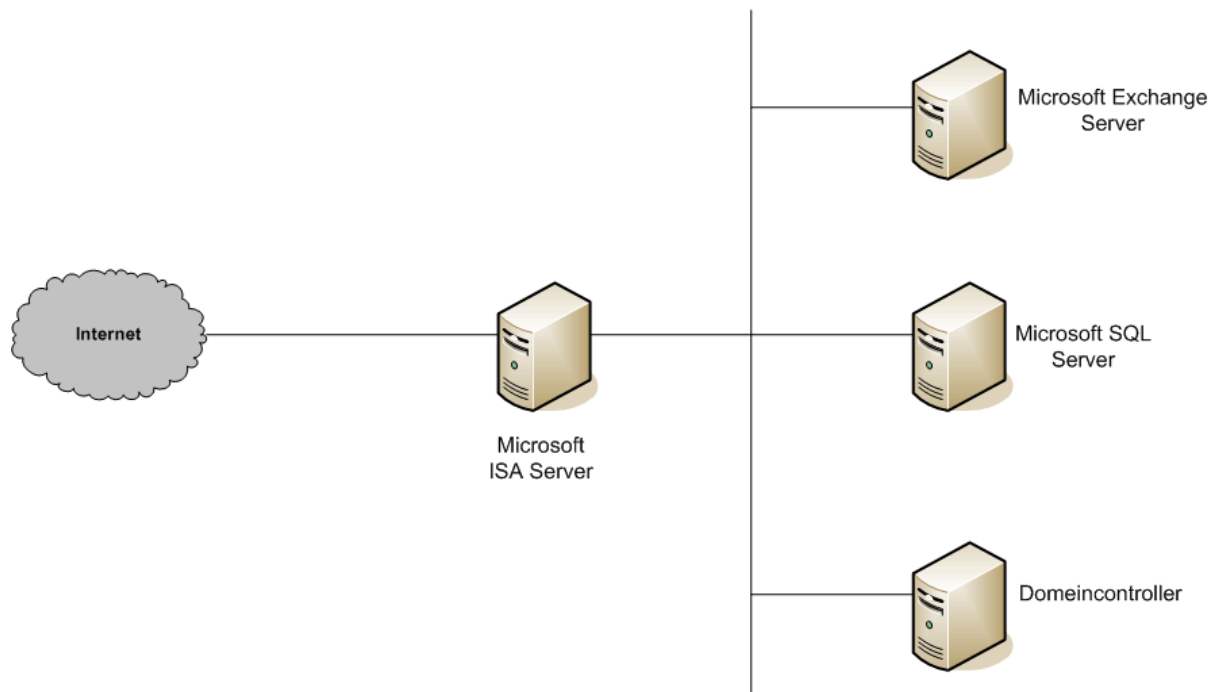 Microsoft Exchange
Server
Internet
Microsoft SQL
Server
Microsoft
ISA Server
Domeincontroller